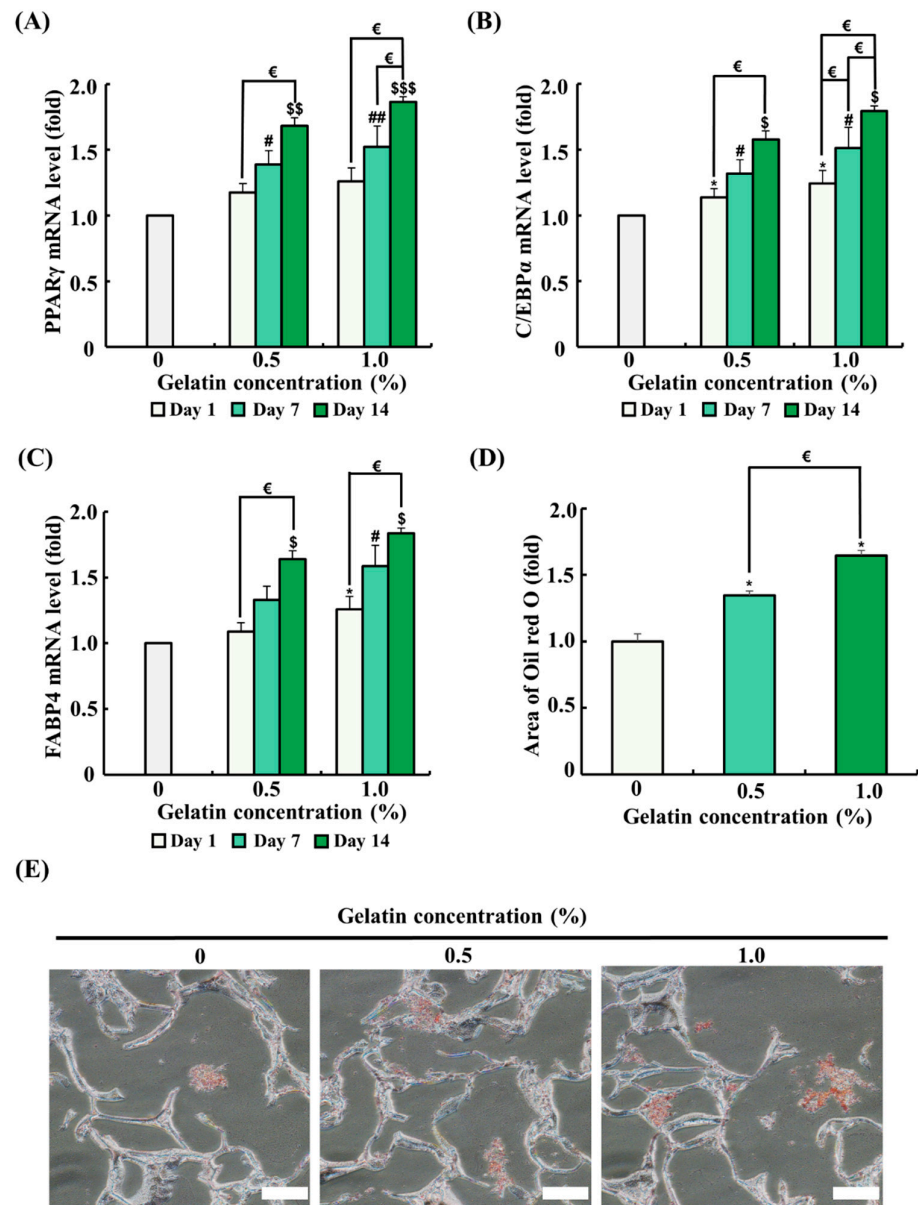 (A)
€
€
€
2.0
$$
$$$
#
##
1.5
1.0
0.5
0
PPARγ mRNA level (fold)
0 0.5 1.0
Gelatin concentration (%)
Day 1 Day 7 Day 14
(B)
€
€
€
€
2.0
$
$
#
#
*
*
1.5
1.0
0.5
0
C/EBPα mRNA level (fold)
0 0.5 1.0
Gelatin concentration (%)
Day 1 Day 7 Day 14
(C)
€
€
2.0
$
$
#
*
1.5
1.0
0.5
0
FABP4 mRNA level (fold)
0 0.5 1.0
Gelatin concentration (%)
Day 1 Day 7 Day 14
(D)
€
2.0
*
*
1.5
1.0
0.5
0
Area of Oil red O (fold)
0 0.5 1.0
Gelatin concentration (%)
(E)
Gelatin concentration (%)
0 0.5 1.0